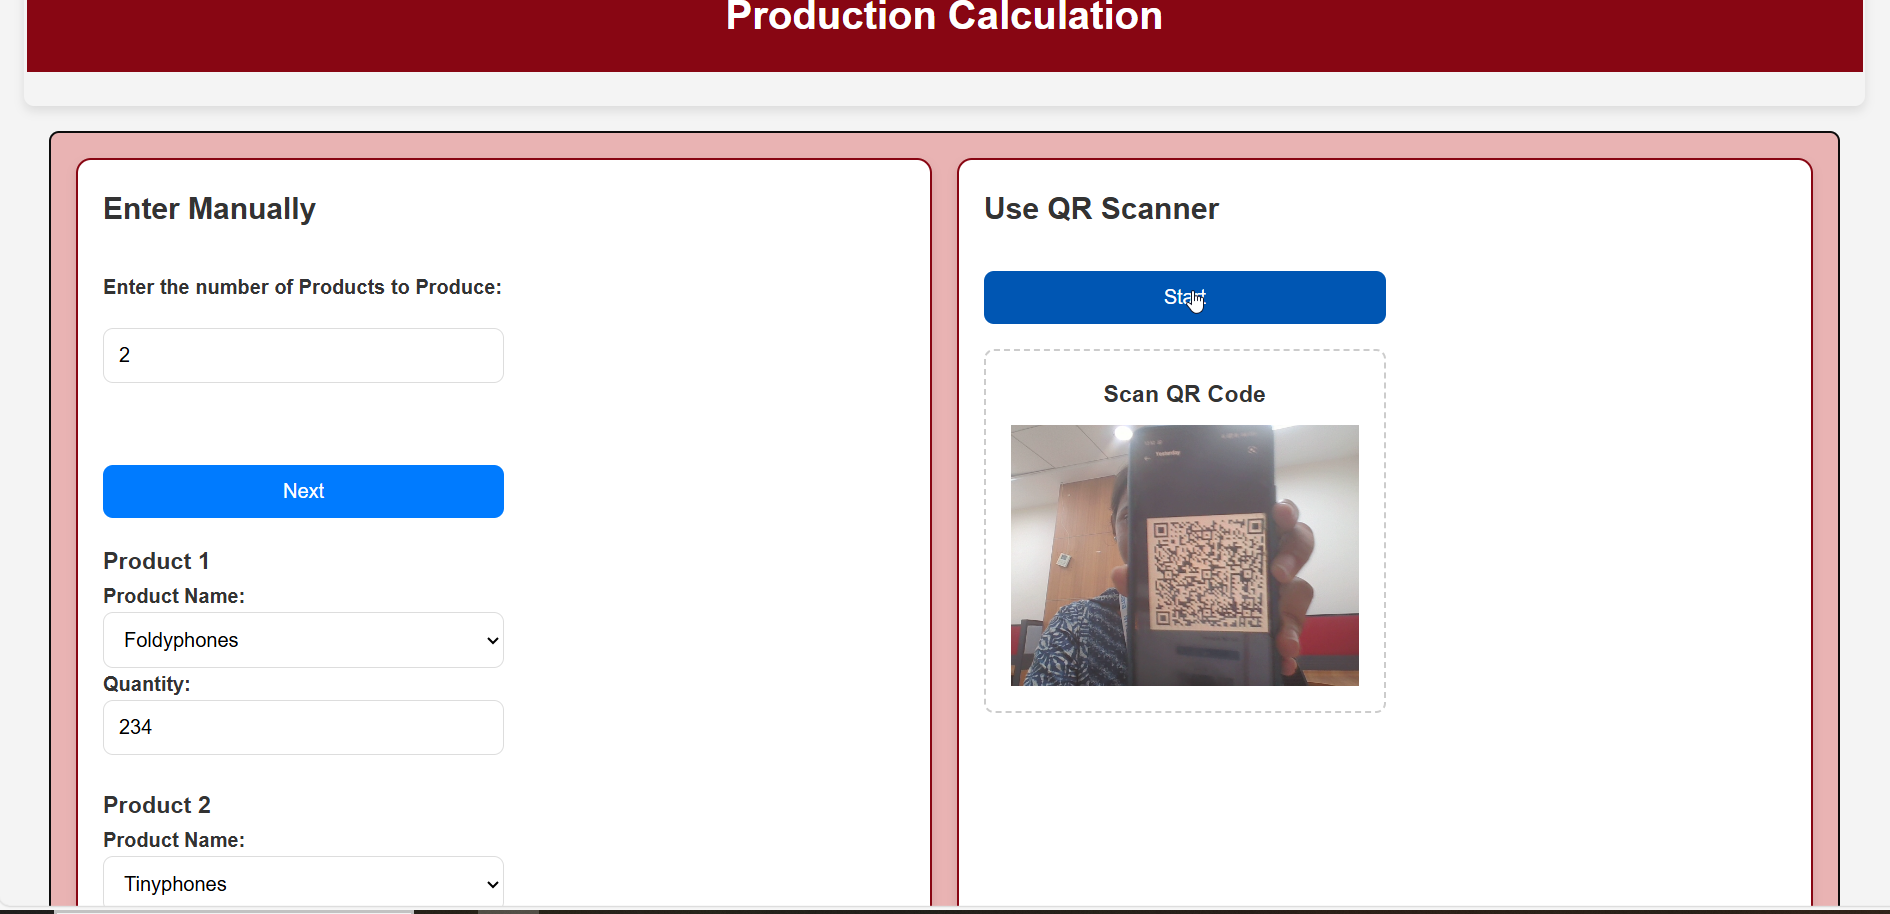 Production Calculation
Enter Manually
Enter the number of Products to Produce:
2
Next
Product 1
Product Name:
Foldyphones
Quantity:
234
Product 2
Product Name:
Tinyphones
Use QR Scanner
Start
Scan QR Code
Yesterday